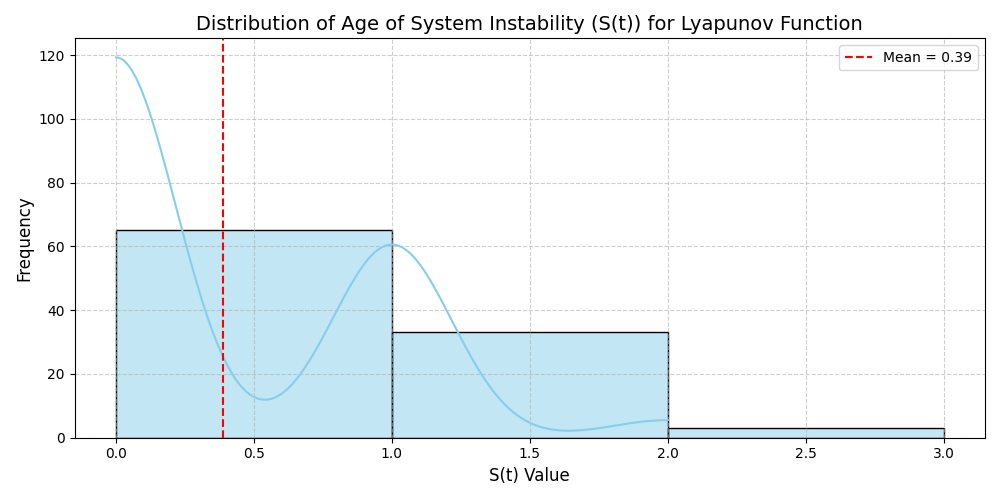 Distribution of Age of System Instability (S(t)) for Lyapunov Function
Mean = 0.39
Frequency
120
100
80
60
40
20
0
0.0 0.5 1.0 1.5 2.0 2.5 3.0
S(t) Value